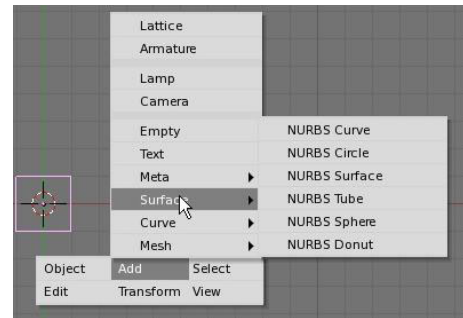 Lattice
Armature
Lamp
Camera
Empty
Text
Meta
Surface
Curve
Mesh
NURBS Curve
NURBS Circle
NURBS Surface
NURBS Tube
NURBS Sphere
NURBS Donut
Object Add Select
Edit Transform View